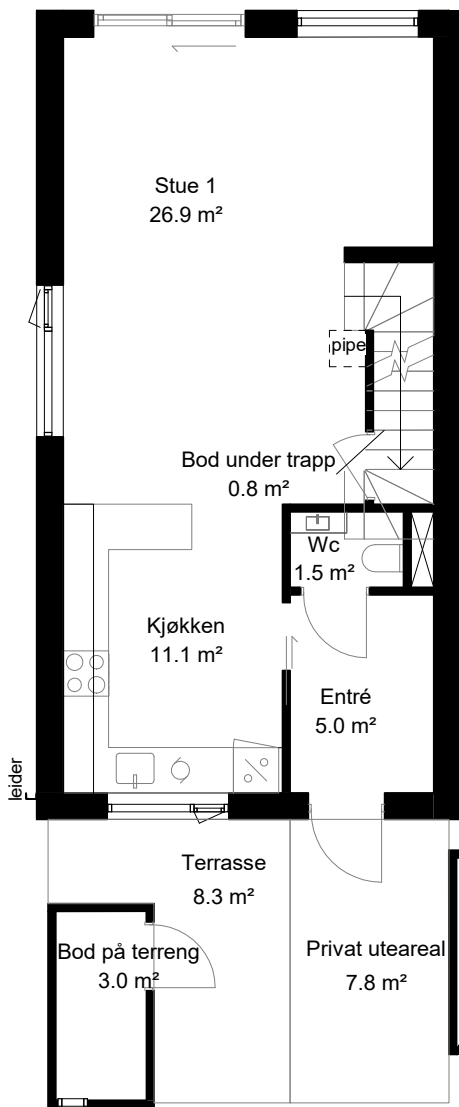 Stue 1
26.9 m²
pipe
Bod under trapp
0.8 m²
Wc
1.5 m²
Kjøkken
11.1 m²
Entré
5.0 m²
leider
Terrasse
8.3 m²
Bod på terreng
3.0 m²
Privat uteareal
7.8 m²